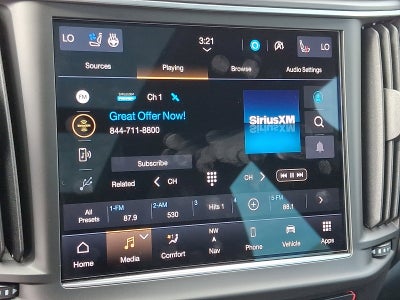 LO
3:21
LO
Sources
Playing
Browse
Audio Settings
FM
SiriusXM
Ch 1
Great Offer Now!
844-711-8800
SiriusXM
Subscribe
Related
CH
CH
All Presets
1-FM
87.9
2-AM
530
Hits 1
5-FM
88.1
Home
Media
Comfort
NW
Nav
Phone
Vehicle
Apps